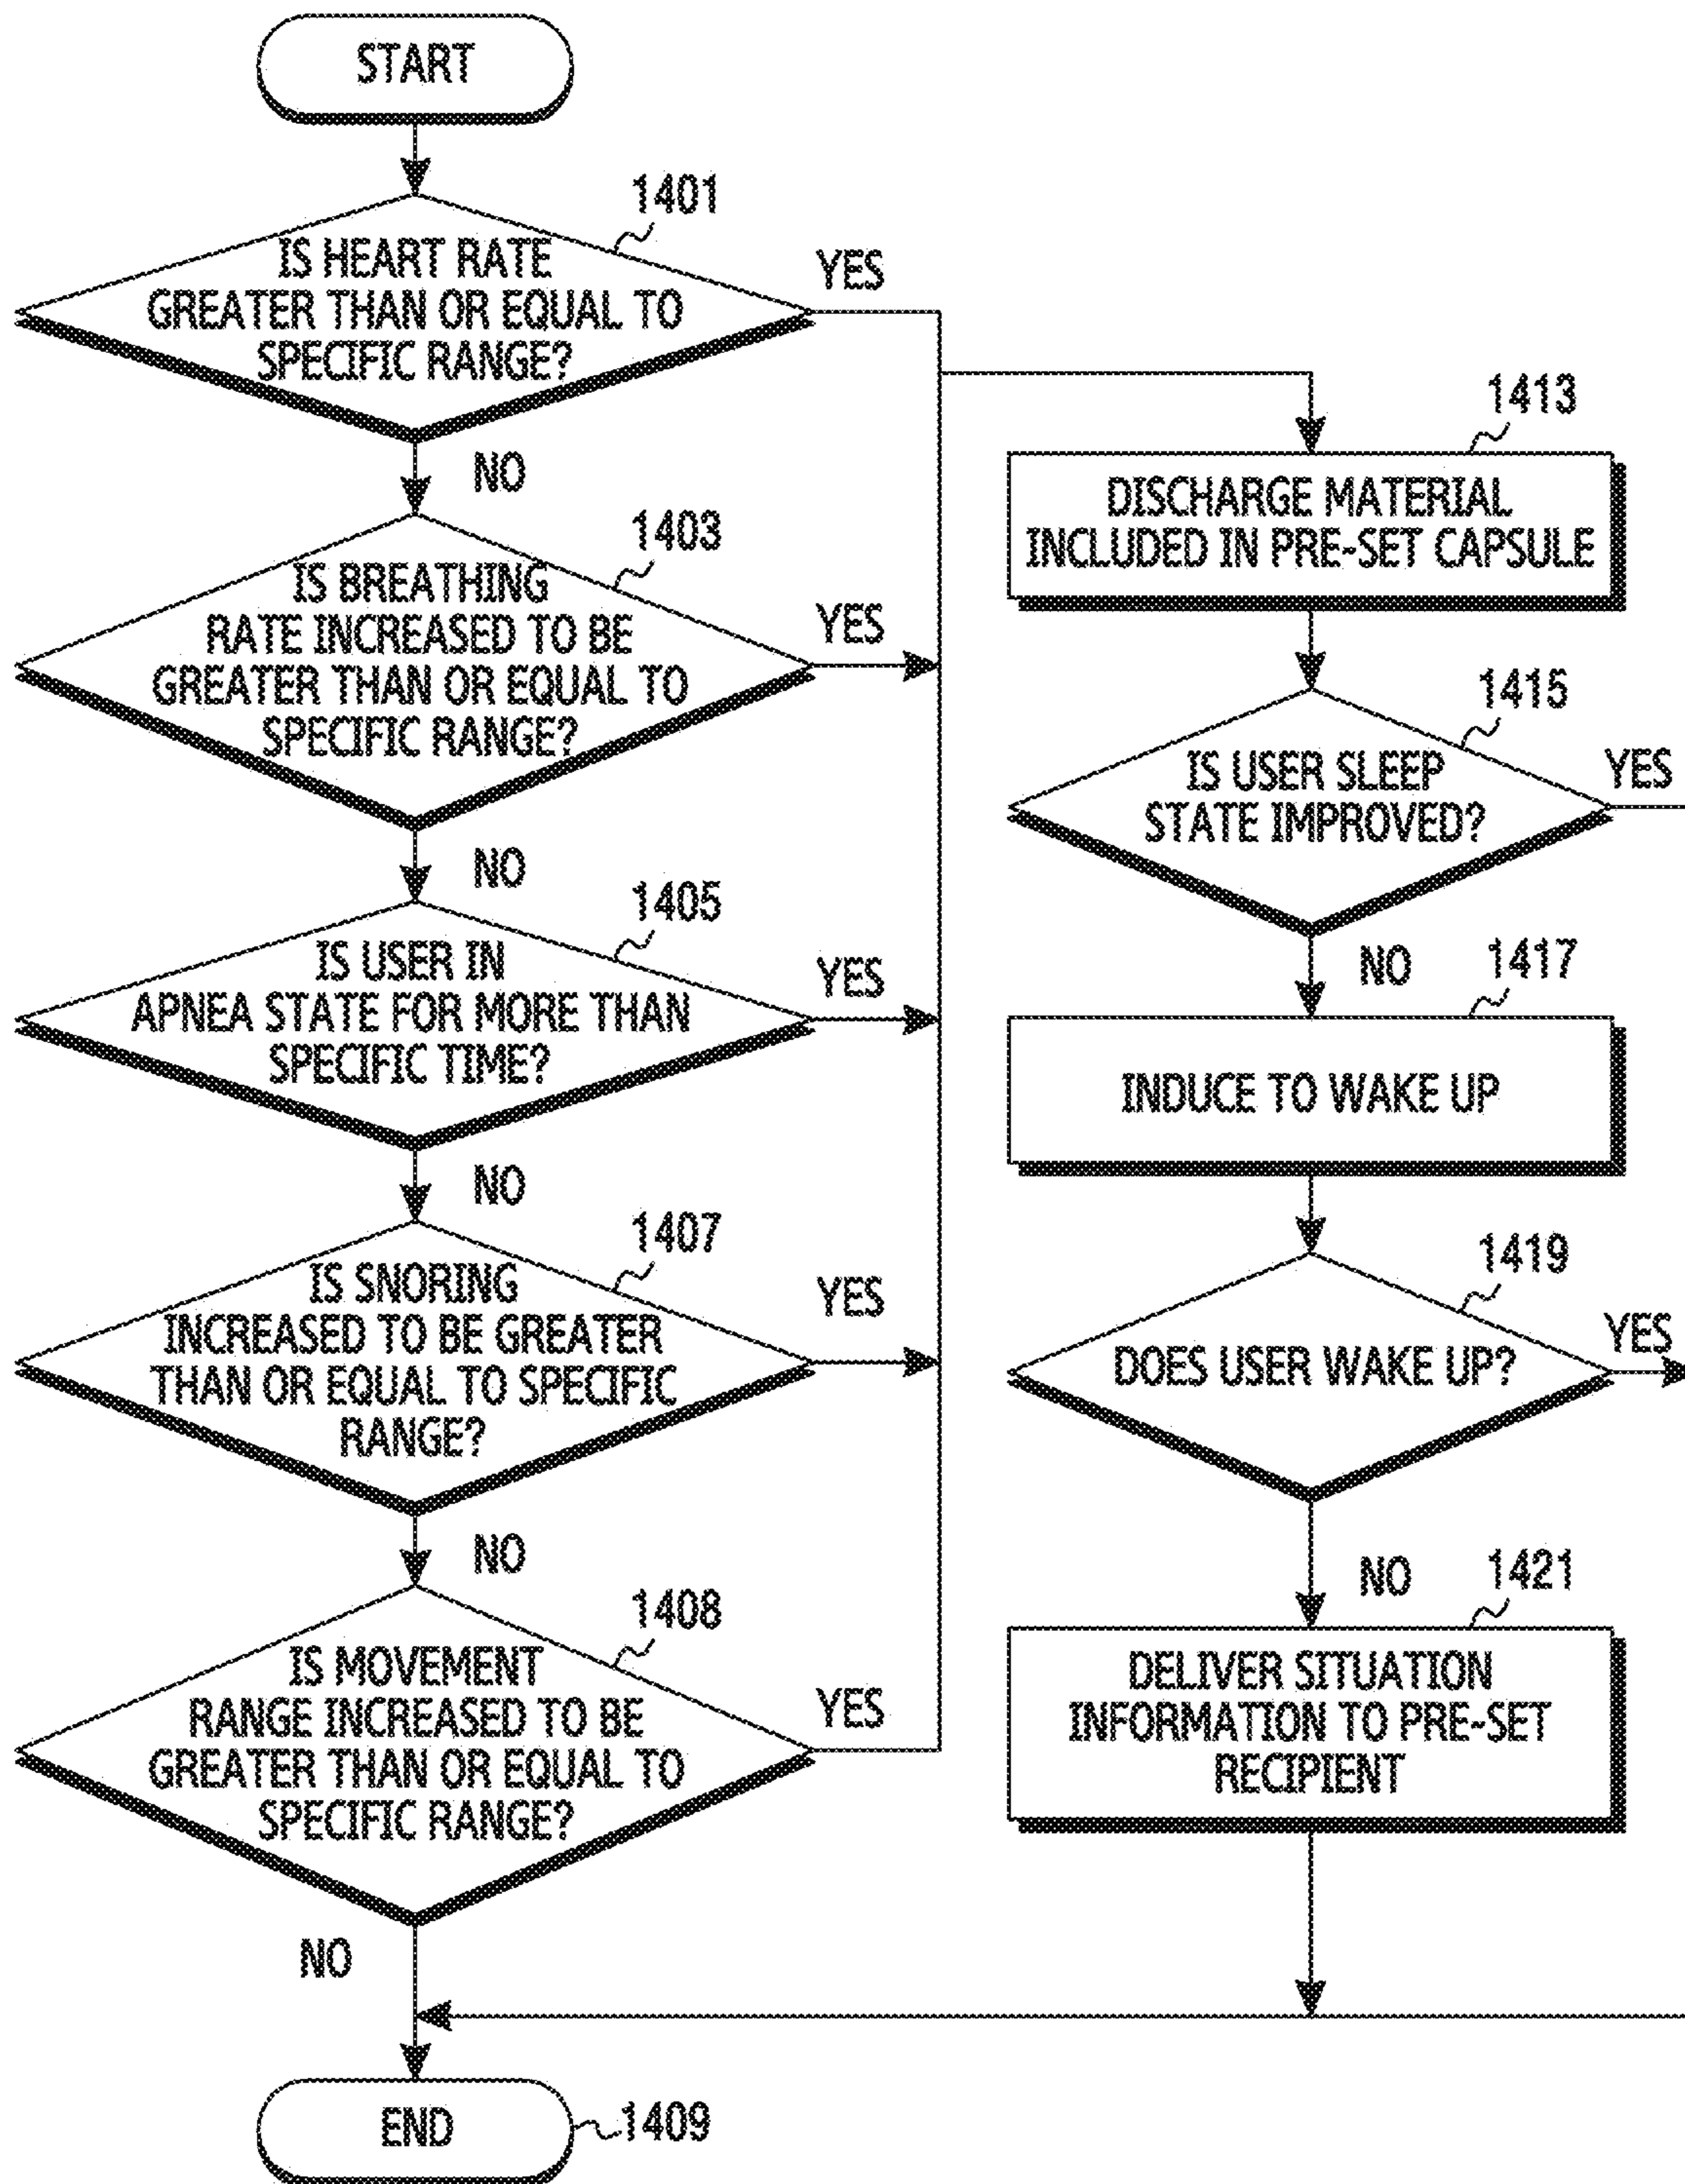 START
1401
IS HEART RATE
GREATER THAN OR EQUAL TO
SPECIFIC RANGE?
YES
NO
1403
IS BREATHING
RATE INCREASED TO BE
GREATER THAN OR EQUAL TO
SPECIFIC RANGE?
YES
NO
1405
IS USER IN
APNEA STATE FOR MORE THAN
SPECIFIC TIME?
YES
NO
1407
IS SNORING
INCREASED TO BE GREATER
THAN OR EQUAL TO SPECIFIC
RANGE?
YES
NO
1408
IS MOVEMENT
RANGE INCREASED TO BE
GREATER THAN OR EQUAL TO
SPECIFIC RANGE?
YES
NO
END
1409
1413
DISCHARGE MATERIAL
INCLUDED IN PRE-SET CAPSULE
1415
IS USER SLEEP
STATE IMPROVED?
YES
NO
1417
INDUCE TO WAKE UP
1419
DOES USER WAKE UP?
YES
NO
1421
DELIVER SITUATION
INFORMATION TO PRE-SET
RECIPIENT